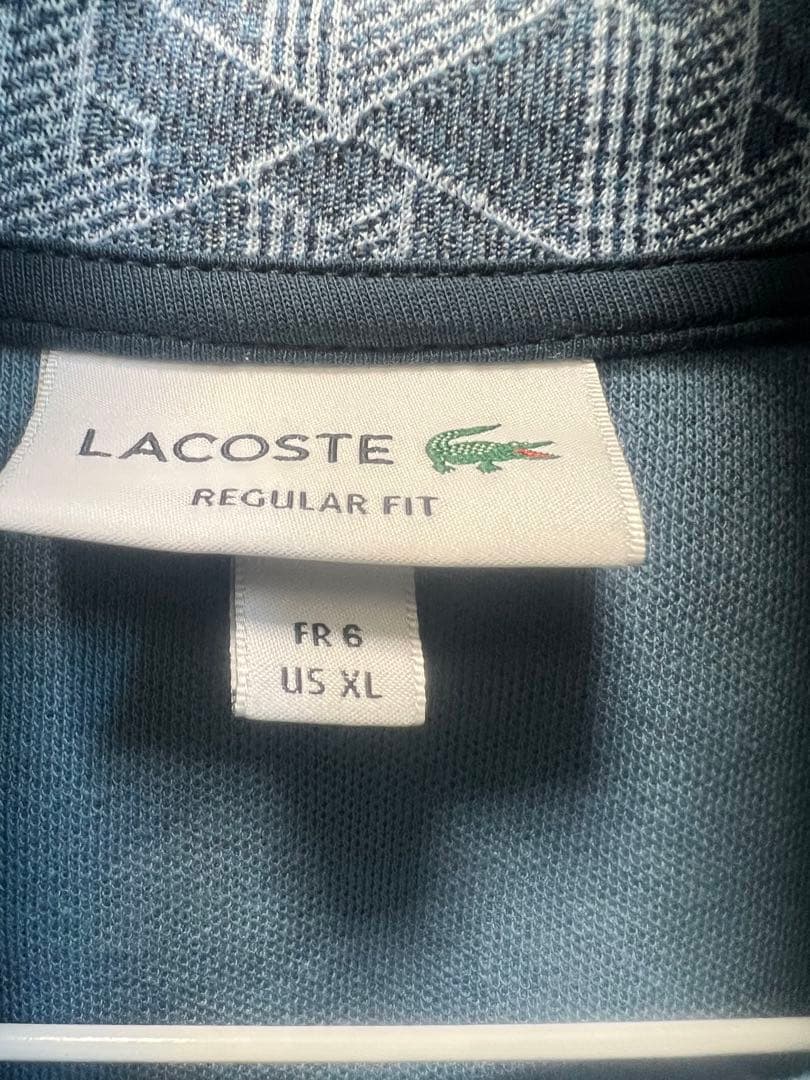 LACOSTE
REGULAR FIT
FR 6
US XL